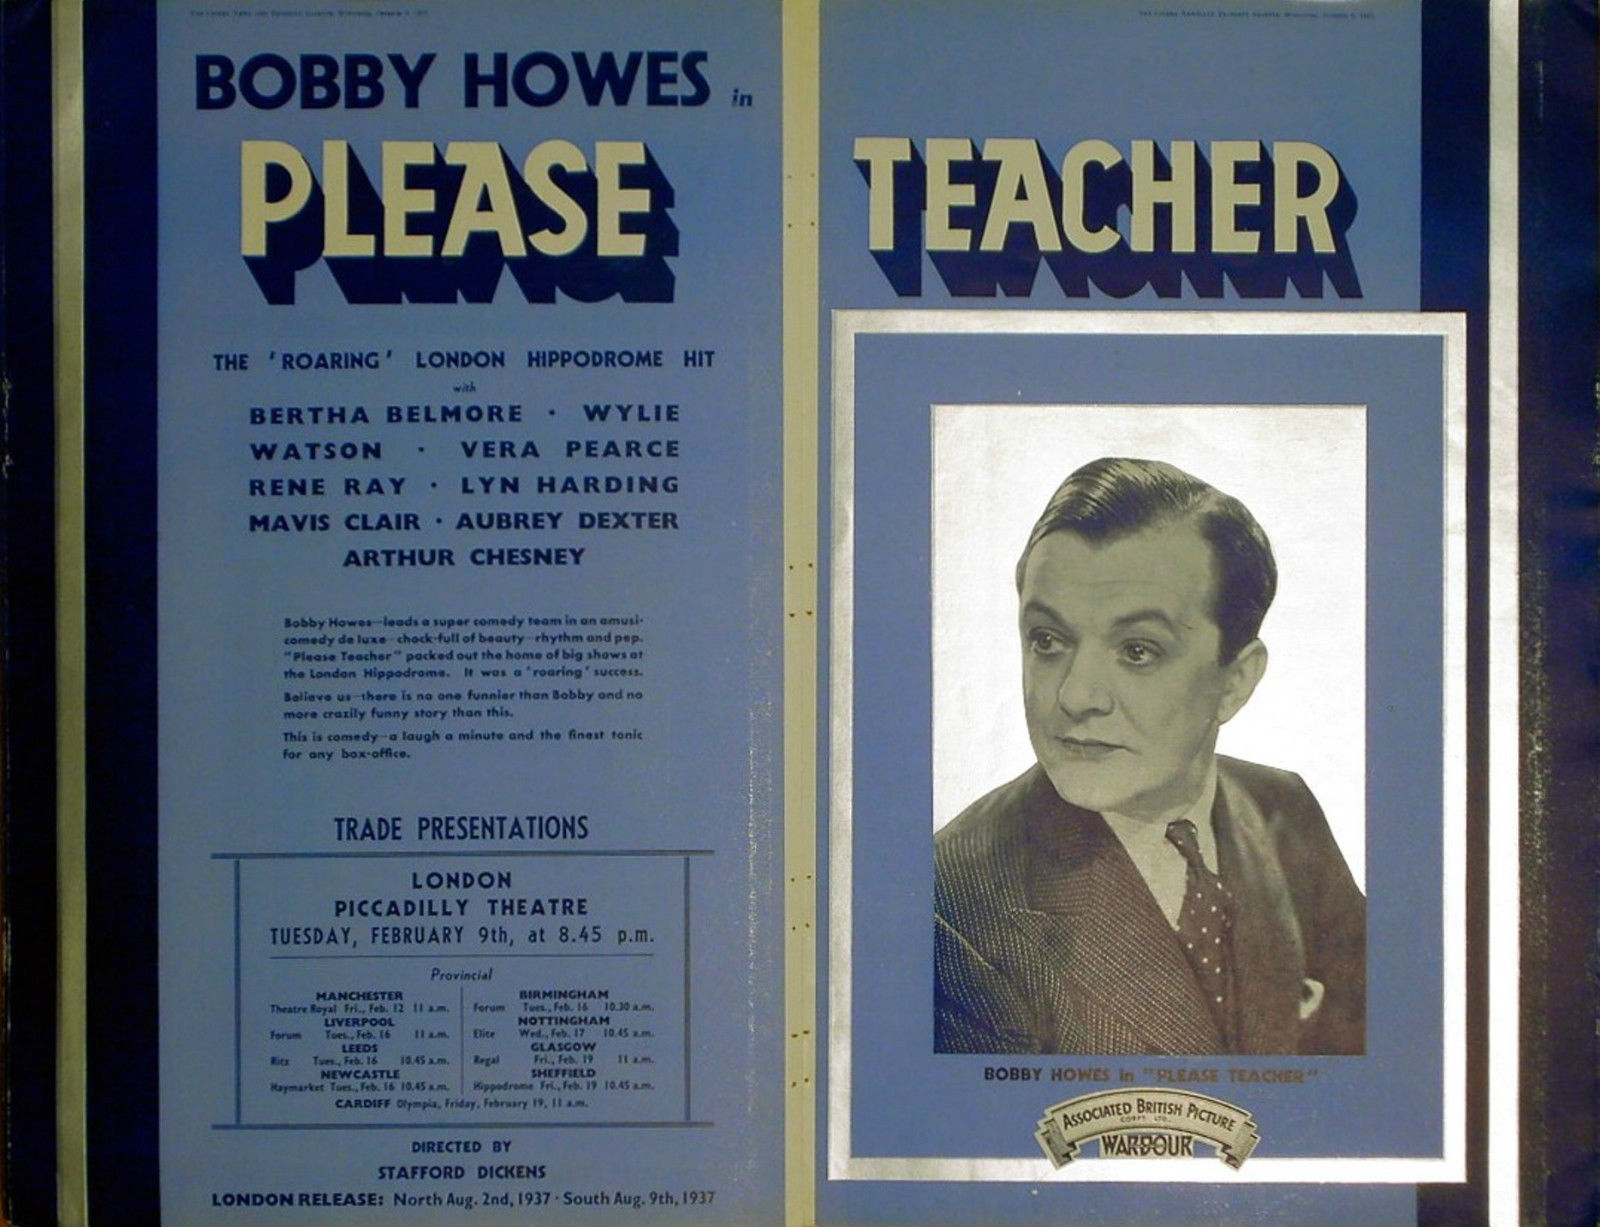 BOBBY HOWES in
PLEASE TEACHER
THE 'ROARING' LONDON HIPPODROME HIT
with
BERTHA BELMORE · WYLIE
WATSON · VERA PEARCE
RENE RAY · LYN HARDING
MAVIS CLAIR · AUBREY DEXTER
ARTHUR CHESNEY
Bobby Howes—leads a super comedy team in an amusi-
comedy de luxe—chock-full of beauty—rhythm and pep.
"Please Teacher" packed out the home of big shows at
the London Hippodrome. It was a 'roaring' success.
Believe us—there is no one funnier than Bobby and no
more crazily funny story than this.
This is comedy—a laugh a minute and the finest tonic
for any box-office.
TRADE PRESENTATIONS
LONDON
PICCADILLY THEATRE
TUESDAY, FEBRUARY 9th, at 8.45 p.m.
Provincial
MANCHESTER
Theatre Royal Fri., Feb. 12 11 a.m.
LIVERPOOL
Forum Tues., Feb. 16 11 a.m.
LEEDS
Ritz Tues., Feb. 16 10.45 a.m.
NEWCASTLE
Haymarket Tues., Feb. 16 10.45 a.m.
BIRMINGHAM
Forum Tues., Feb. 16 10.30 a.m.
NOTTINGHAM
Elite Wed., Feb. 17 10.45 a.m.
GLASGOW
Regal Fri., Feb. 19 11 a.m.
SHEFFIELD
Hippodrome Fri., Feb. 19 10.45 a.m.
CARDIFF Olympia, Friday, February 19, 11 a.m.
DIRECTED BY
STAFFORD DICKENS
LONDON RELEASE: North Aug. 2nd, 1937 · South Aug. 9th, 1937
BOBBY HOWES in "PLEASE TEACHER"
ASSOCIATED BRITISH PICTURE
CORPN. LTD.
WARDOUR